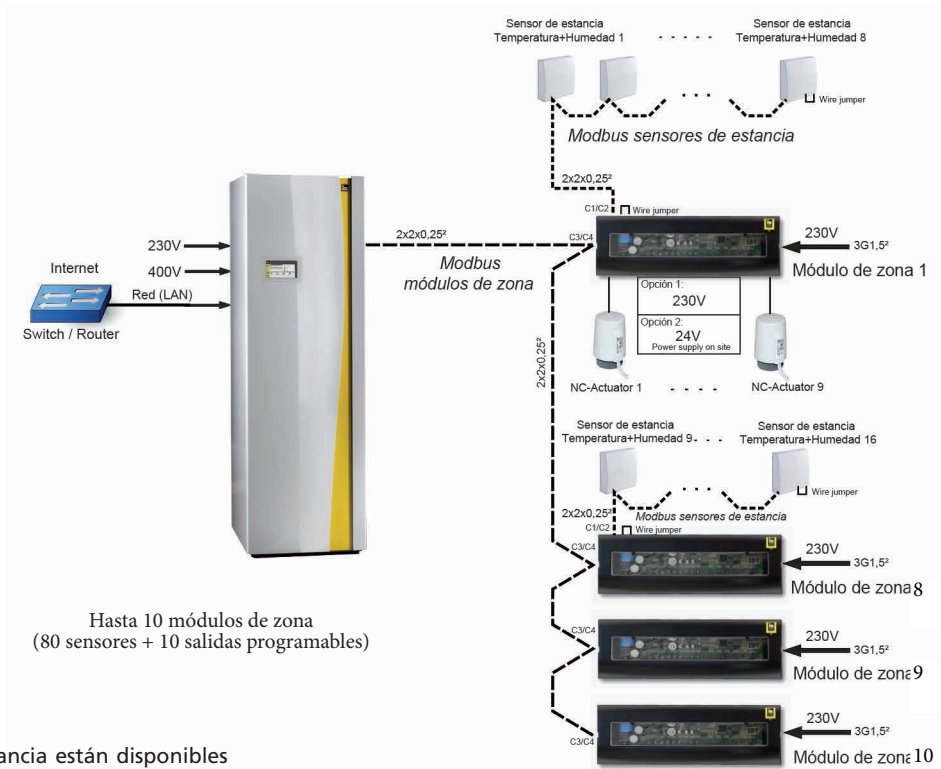 Sensor de estancia
Temperatura+Humedad 1
Sensor de estancia
Temperatura+Humedad 8
Wire jumper
Modbus sensores de estancia
2x2x0,25²
C1/C2
Wire jumper
230V
400V
Internet
Red (LAN)
Switch / Router
2x2x0,25²
Modbus
módulos de zona
C3/C4
230V
3G1,5²
Módulo de zona 1
Opción 1:
230V
Opción 2:
24V
Power supply on site
NC-Actuator 1
NC-Actuator 9
2x2x0,25²
Sensor de estancia
Temperatura+Humedad 9
Sensor de estancia
Temperatura+Humedad 16
Wire jumper
2x2x0,25²
Modbus sensores de estancia
C1/C2
Wire jumper
C3/C4
230V
3G1,5²
Módulo de zona 8
C3/C4
230V
3G1,5²
Módulo de zona 9
C3/C4
230V
3G1,5²
Módulo de zona 10
Hasta 10 módulos de zona
(80 sensores + 10 salidas programables)
ancia están disponibles